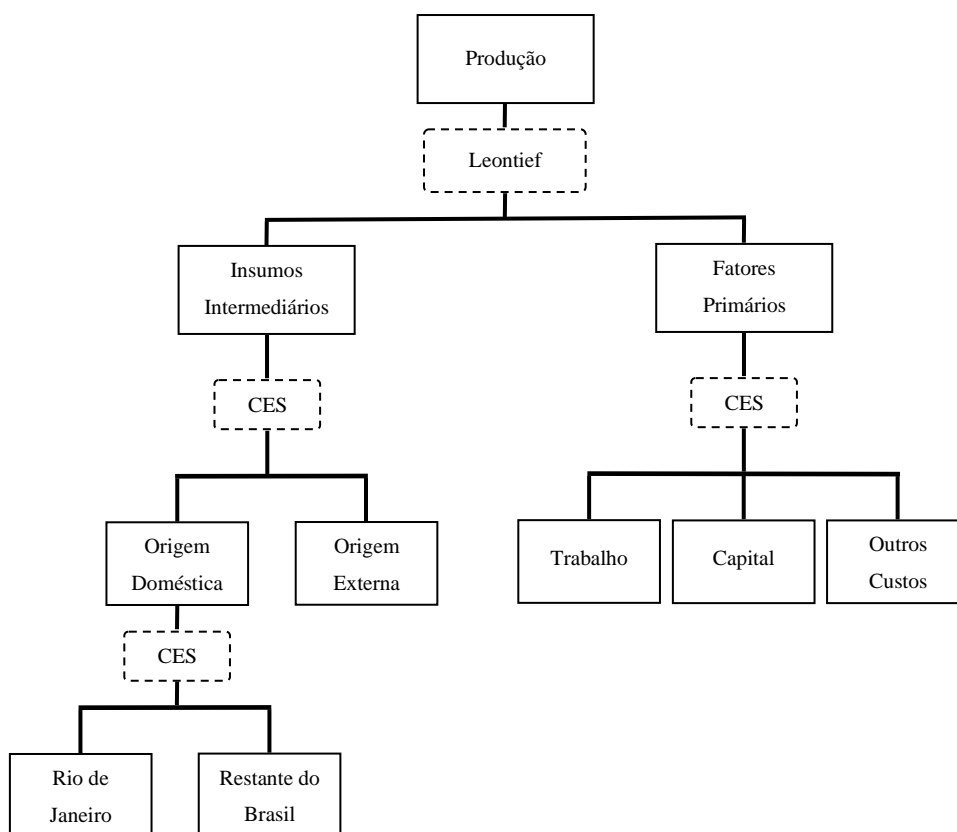 Produção
Leontief
Insumos
Intermediários
Fatores
Primários
CES
CES
Origem
Doméstica
Origem
Externa
Trabalho
Capital
Outros
Custos
CES
Rio de
Janeiro
Restante do
Brasil